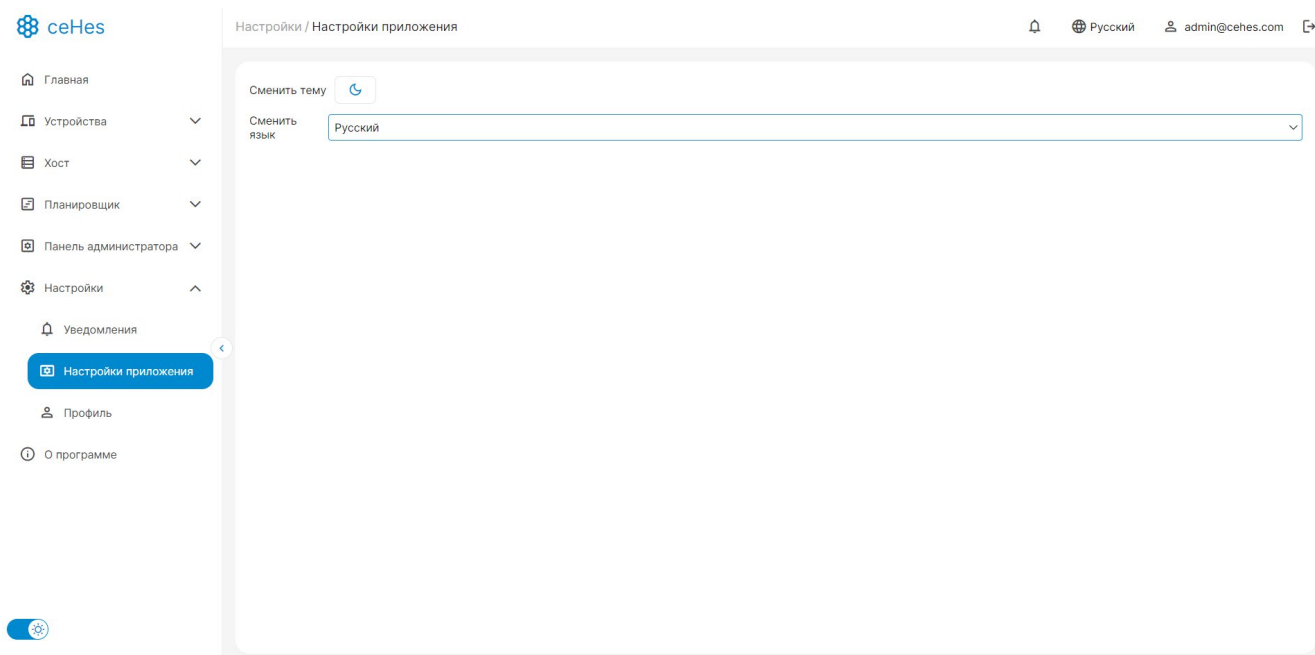 ceHes
Настройки / Настройки приложения
Русский
admin@cehes.com
Главная
Устройства
Хост
Планировщик
Панель администратора
Настройки
Уведомления
Настройки приложения
Профиль
О программе
Сменить тему
Сменить
язык
Русский